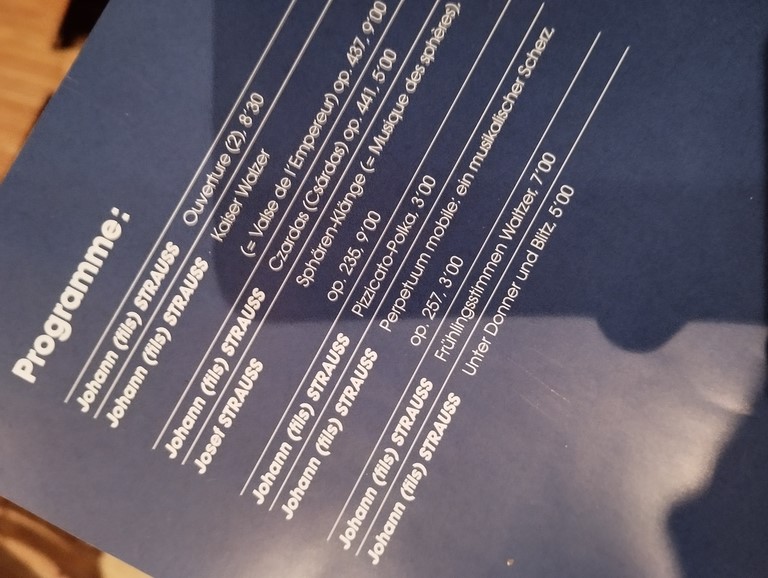 Programme:
Johann (fils) STRAUSS Ouverture (2), 8'30
Johann (fils) STRAUSS Kaiser Walzer
(= Valse de l'Empereur) op. 437, 9'00
Johann (fils) STRAUSS Czardas (Csárdas) op. 441, 5'00
Josef STRAUSS Sphären-Klänge (= Musique des sphères),
op. 235, 9'00
Johann (fils) STRAUSS Pizzicato-Polka, 3'00
Johann (fils) STRAUSS Perpetuum mobile: ein musikalischer Scherz
op. 257, 3'00
Johann (fils) STRAUSS Frühlingsstimmen Waltzer, 7'00
Johann (fils) STRAUSS Unter Donner und Blitz, 5'00